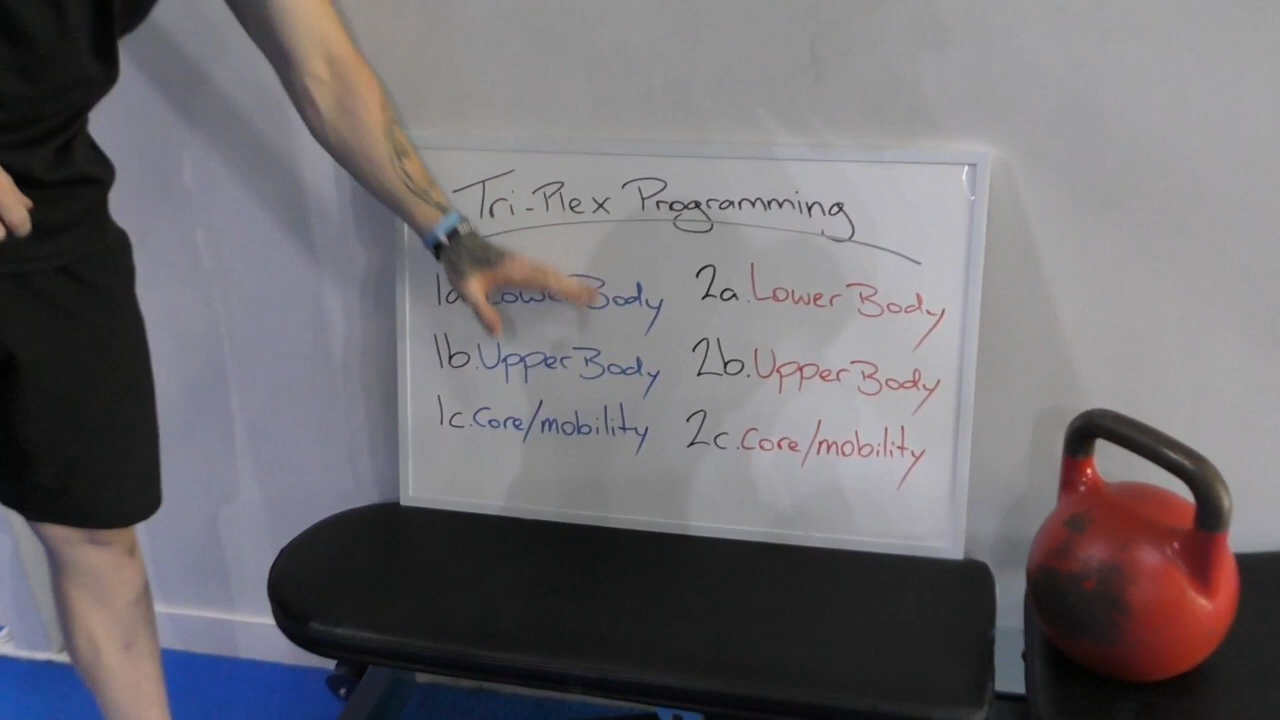 Tri-Plex Programming
1a. Lower Body
1b. Upper Body
1c. Core/mobility
2a. Lower Body
2b. Upper Body
2c. Core/mobility